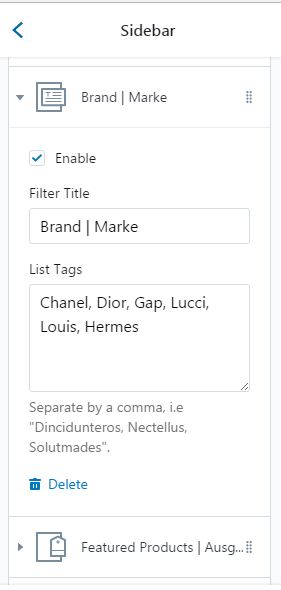 Sidebar
Brand | Marke
Enable
Filter Title
Brand | Marke
List Tags
Chanel, Dior, Gap, Lucci,
Louis, Hermes
Separate by a comma, i.e
"Dincidunteros, Nectellus,
Solutmades".
Delete
Featured Products | Ausg...